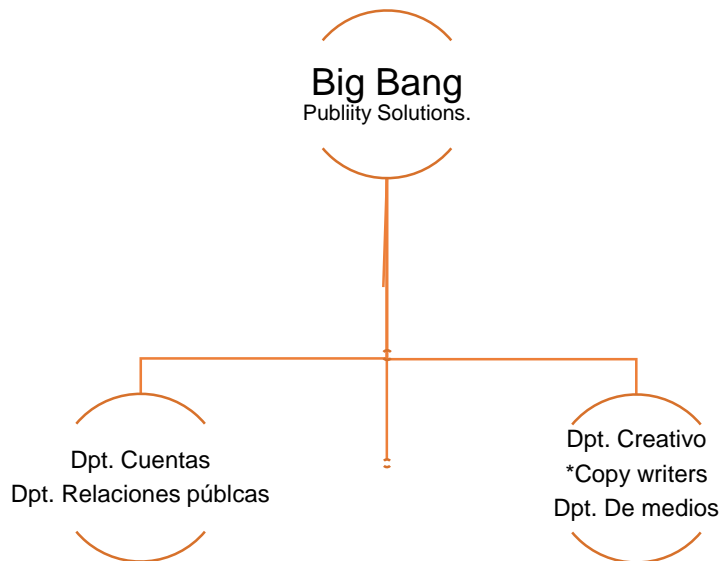 Big Bang
Publiity Solutions.
Dpt. Cuentas
Dpt. Relaciones públcas
Dpt. Creativo
*Copy writers
Dpt. De medios